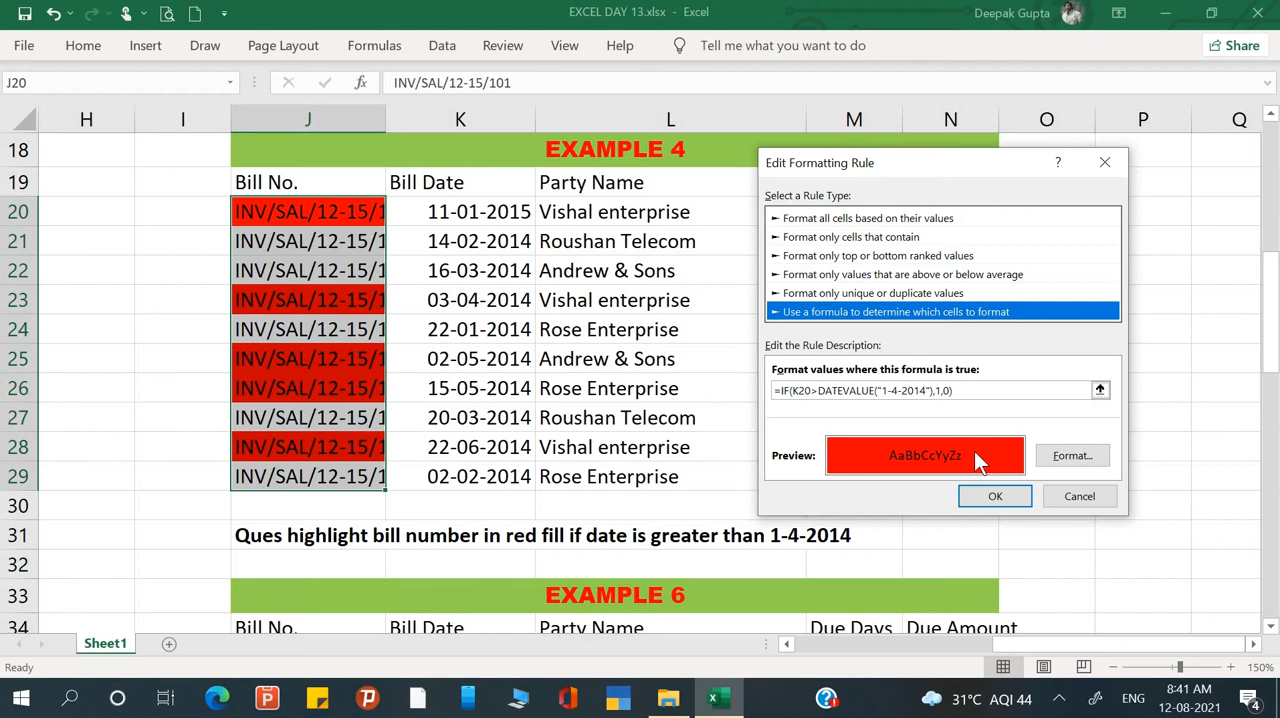 EXCEL DAY 13.xlsx - Excel
Deepak Gupta
File Home Insert Draw Page Layout Formulas Data Review View Help Tell me what you want to do Share
J20 fx INV/SAL/12-15/101
H I J K L M N O P Q
18 EXAMPLE 4
19 Bill No. Bill Date Party Name
20 INV/SAL/12-15/1 11-01-2015 Vishal enterprise
21 INV/SAL/12-15/1 14-02-2014 Roushan Telecom
22 INV/SAL/12-15/1 16-03-2014 Andrew & Sons
23 INV/SAL/12-15/1 03-04-2014 Vishal enterprise
24 INV/SAL/12-15/1 22-01-2014 Rose Enterprise
25 INV/SAL/12-15/1 02-05-2014 Andrew & Sons
26 INV/SAL/12-15/1 15-05-2014 Rose Enterprise
27 INV/SAL/12-15/1 20-03-2014 Roushan Telecom
28 INV/SAL/12-15/1 22-06-2014 Vishal enterprise
29 INV/SAL/12-15/1 02-02-2014 Rose Enterprise
30
31 Ques highlight bill number in red fill if date is greater than 1-4-2014
32
33 EXAMPLE 6
34 Bill No. Bill Date Party Name Due Days Due Amount
Edit Formatting Rule ?
Select a Rule Type:
► Format all cells based on their values
► Format only cells that contain
► Format only top or bottom ranked values
► Format only values that are above or below average
► Format only unique or duplicate values
► Use a formula to determine which cells to format
Edit the Rule Description:
Format values where this formula is true:
=IF(K20>DATEVALUE("1-4-2014"),1,0)
Preview: AaBbCcYyZz Format...
OK Cancel
Sheet1
Ready 150%
31°C AQI 44 ENG 8:41 AM
12-08-2021 4